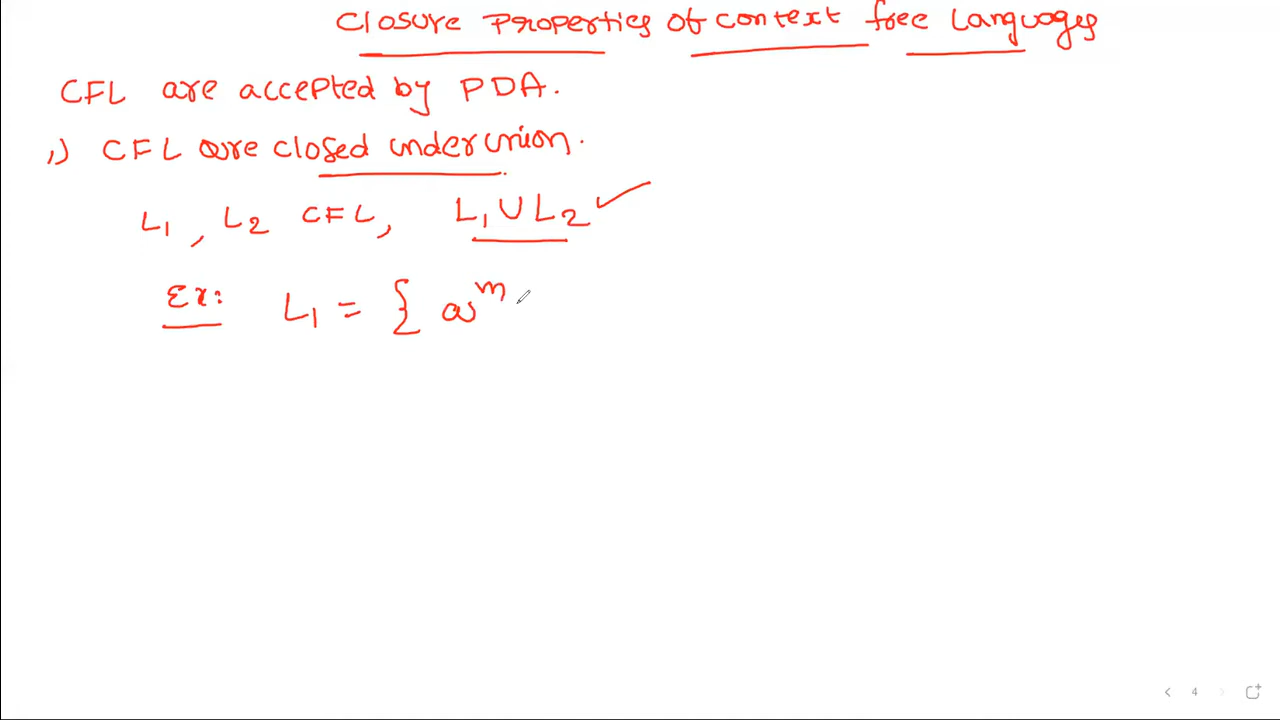 Closure Properties of context free Languages
CFL are accepted by PDA.
1,) CFL are closed under union.
L₁, L₂ CFL, L₁ ∪ L₂ ✓
Ex: L₁ = { a^m
< 4 >